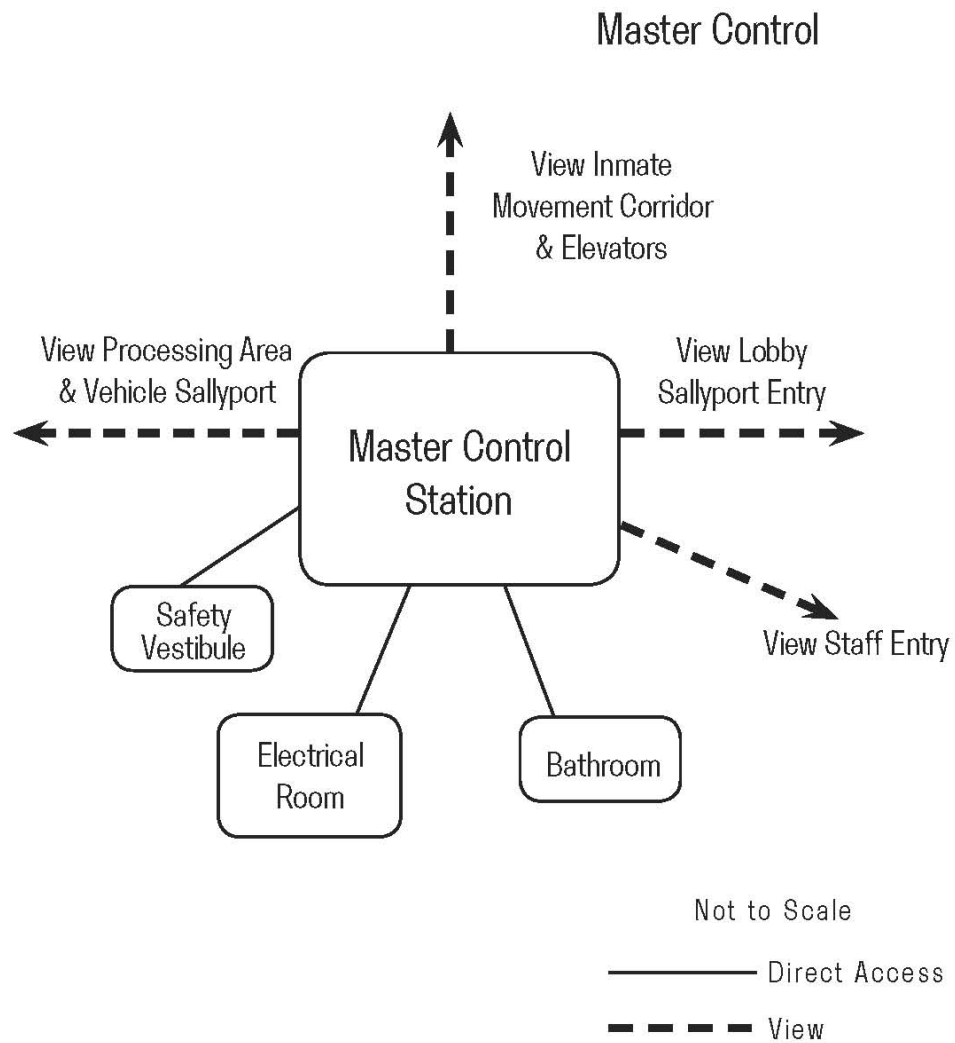 Master Control
View Inmate
Movement Corridor
& Elevators
View Processing Area
& Vehicle Sallyport
View Lobby
Sallyport Entry
Master Control
Station
Safety
Vestibule
View Staff Entry
Electrical
Room
Bathroom
Not to Scale
Direct Access
View